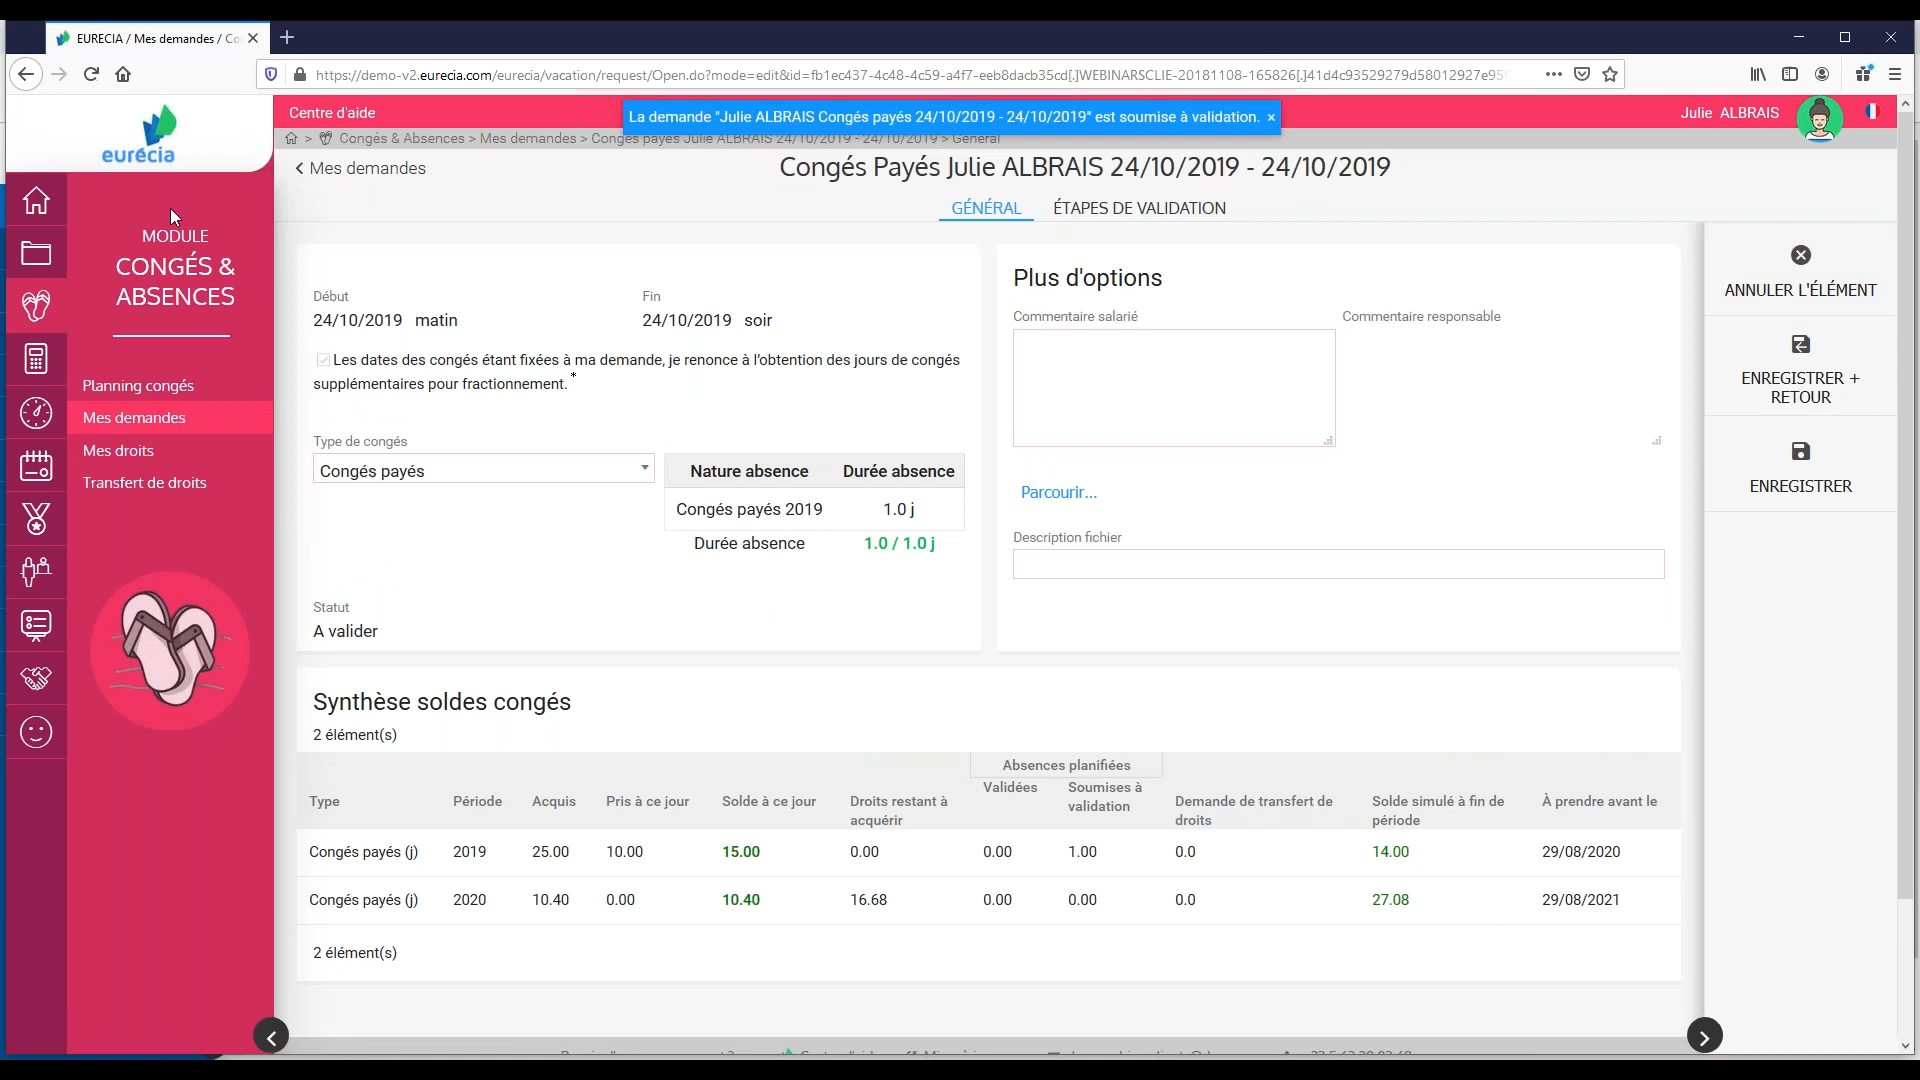 EURECIA / Mes demandes / Co
https://demo-v2.eurecia.com/eurecia/vacation/request/Open.do?mode=edit&id=fb1ec437-4c48-4c59-a4f7-eeb8dacb35cd[.]WEBINARSCLIE-20181108-165826[.]41d4c93529279d58012927e95
eurécia
Centre d'aide
La demande "Julie ALBRAIS Congés payés 24/10/2019 - 24/10/2019" est soumise à validation. ×
Julie ALBRAIS
> Congés & Absences > Mes demandes > Congés payés Julie ALBRAIS 24/10/2019 - 24/10/2019 > Général
Mes demandes
Congés Payés Julie ALBRAIS 24/10/2019 - 24/10/2019
GÉNÉRAL ÉTAPES DE VALIDATION
MODULE
CONGÉS &
ABSENCES
Planning congés
Mes demandes
Mes droits
Transfert de droits
Début Fin
24/10/2019 matin 24/10/2019 soir
Les dates des congés étant fixées à ma demande, je renonce à l'obtention des jours de congés
supplémentaires pour fractionnement. *
Type de congés
Congés payés
Nature absence Durée absence
Congés payés 2019 1.0 j
Durée absence 1.0 / 1.0 j
Statut
A valider
Plus d'options
Commentaire salarié Commentaire responsable
Parcourir...
Description fichier
ANNULER L'ÉLÉMENT
ENREGISTRER +
RETOUR
ENREGISTRER
Synthèse soldes congés
2 élément(s)
Absences planifiées
Type Période Acquis Pris à ce jour Solde à ce jour Droits restant à acquérir Validées Soumises à validation Demande de transfert de droits Solde simulé à fin de période À prendre avant le
Congés payés (j) 2019 25.00 10.00 15.00 0.00 0.00 1.00 0.0 14.00 29/08/2020
Congés payés (j) 2020 10.40 0.00 10.40 16.68 0.00 0.00 0.0 27.08 29/08/2021
2 élément(s)